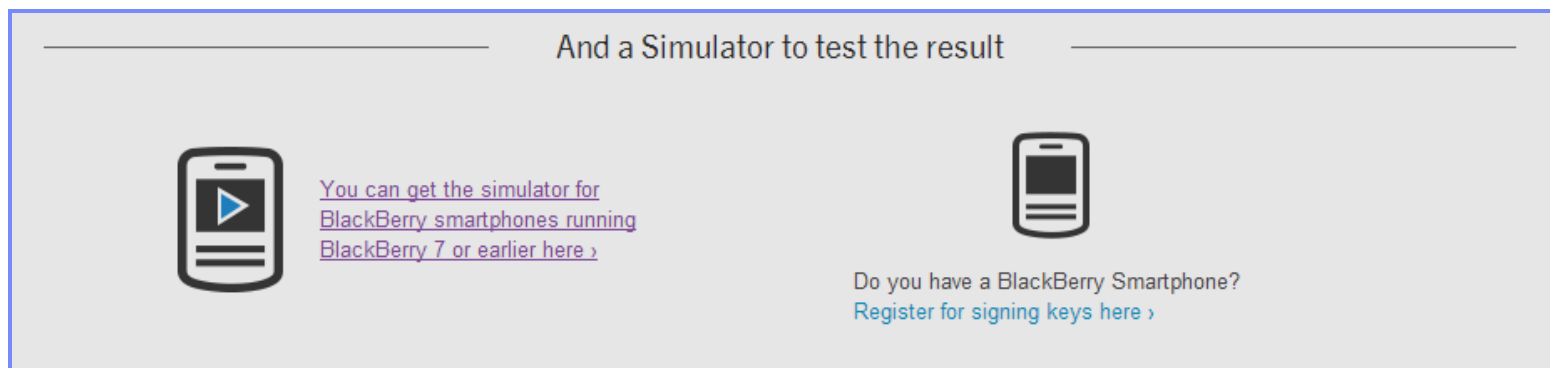 And a Simulator to test the result
You can get the simulator for
BlackBerry smartphones running
BlackBerry 7 or earlier here ›
Do you have a BlackBerry Smartphone?
Register for signing keys here ›